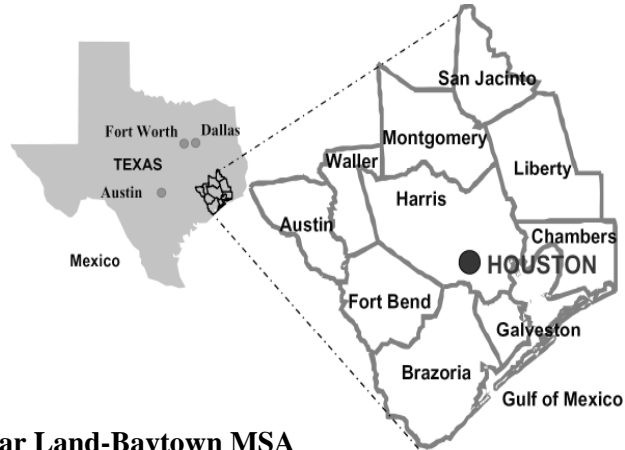 San Jacinto
Fort Worth
Dallas
Montgomery
TEXAS
Waller
Liberty
Austin
Harris
Austin
Chambers
Mexico
HOUSTON
Fort Bend
Galveston
Brazoria
Gulf of Mexico
ar Land-Baytown MSA